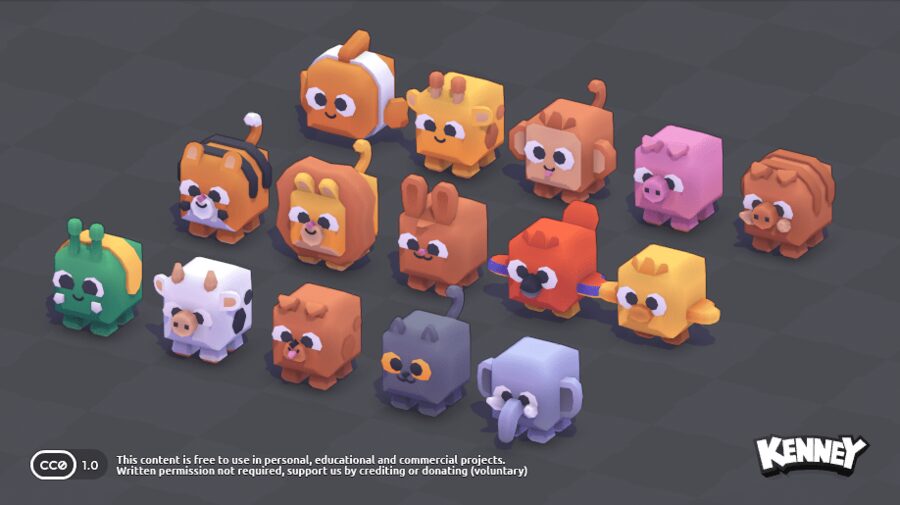 CC0 1.0
This content is free to use in personal, educational and commercial projects.
Written permission not required, support us by crediting or donating (voluntary)
KENNEY